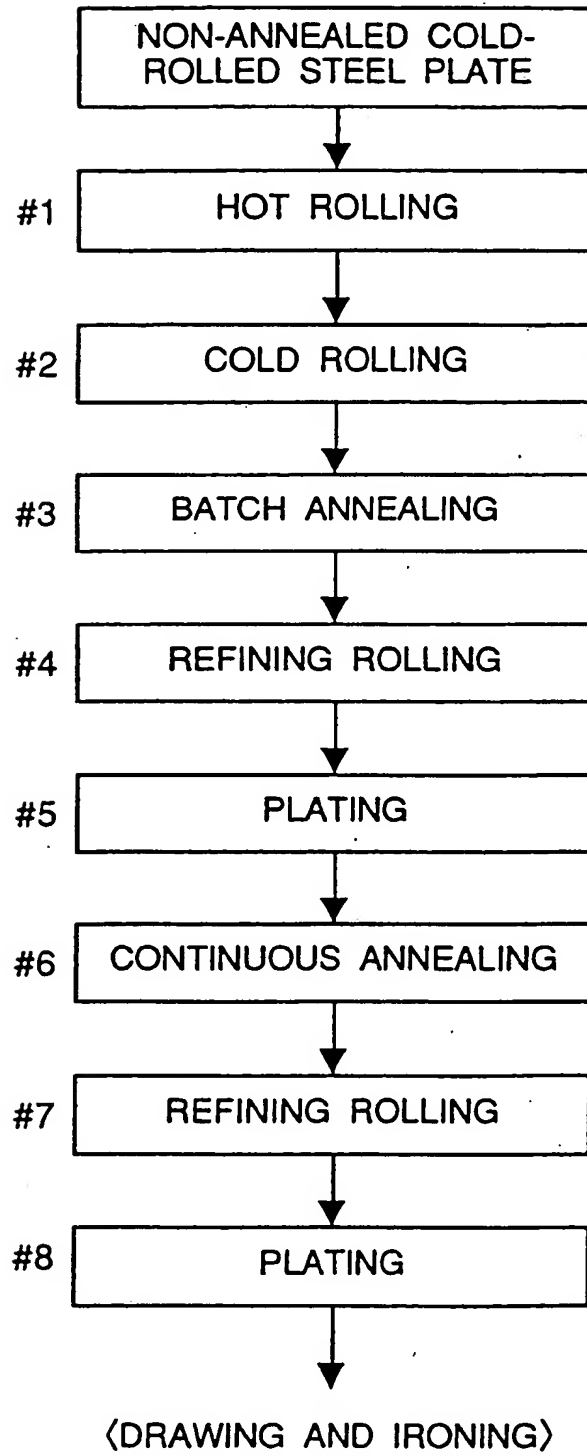 NON-ANNEALED COLD-
ROLLED STEEL PLATE
#1 HOT ROLLING
#2 COLD ROLLING
#3 BATCH ANNEALING
#4 REFINING ROLLING
#5 PLATING
#6 CONTINUOUS ANNEALING
#7 REFINING ROLLING
#8 PLATING
〈DRAWING AND IRONING〉